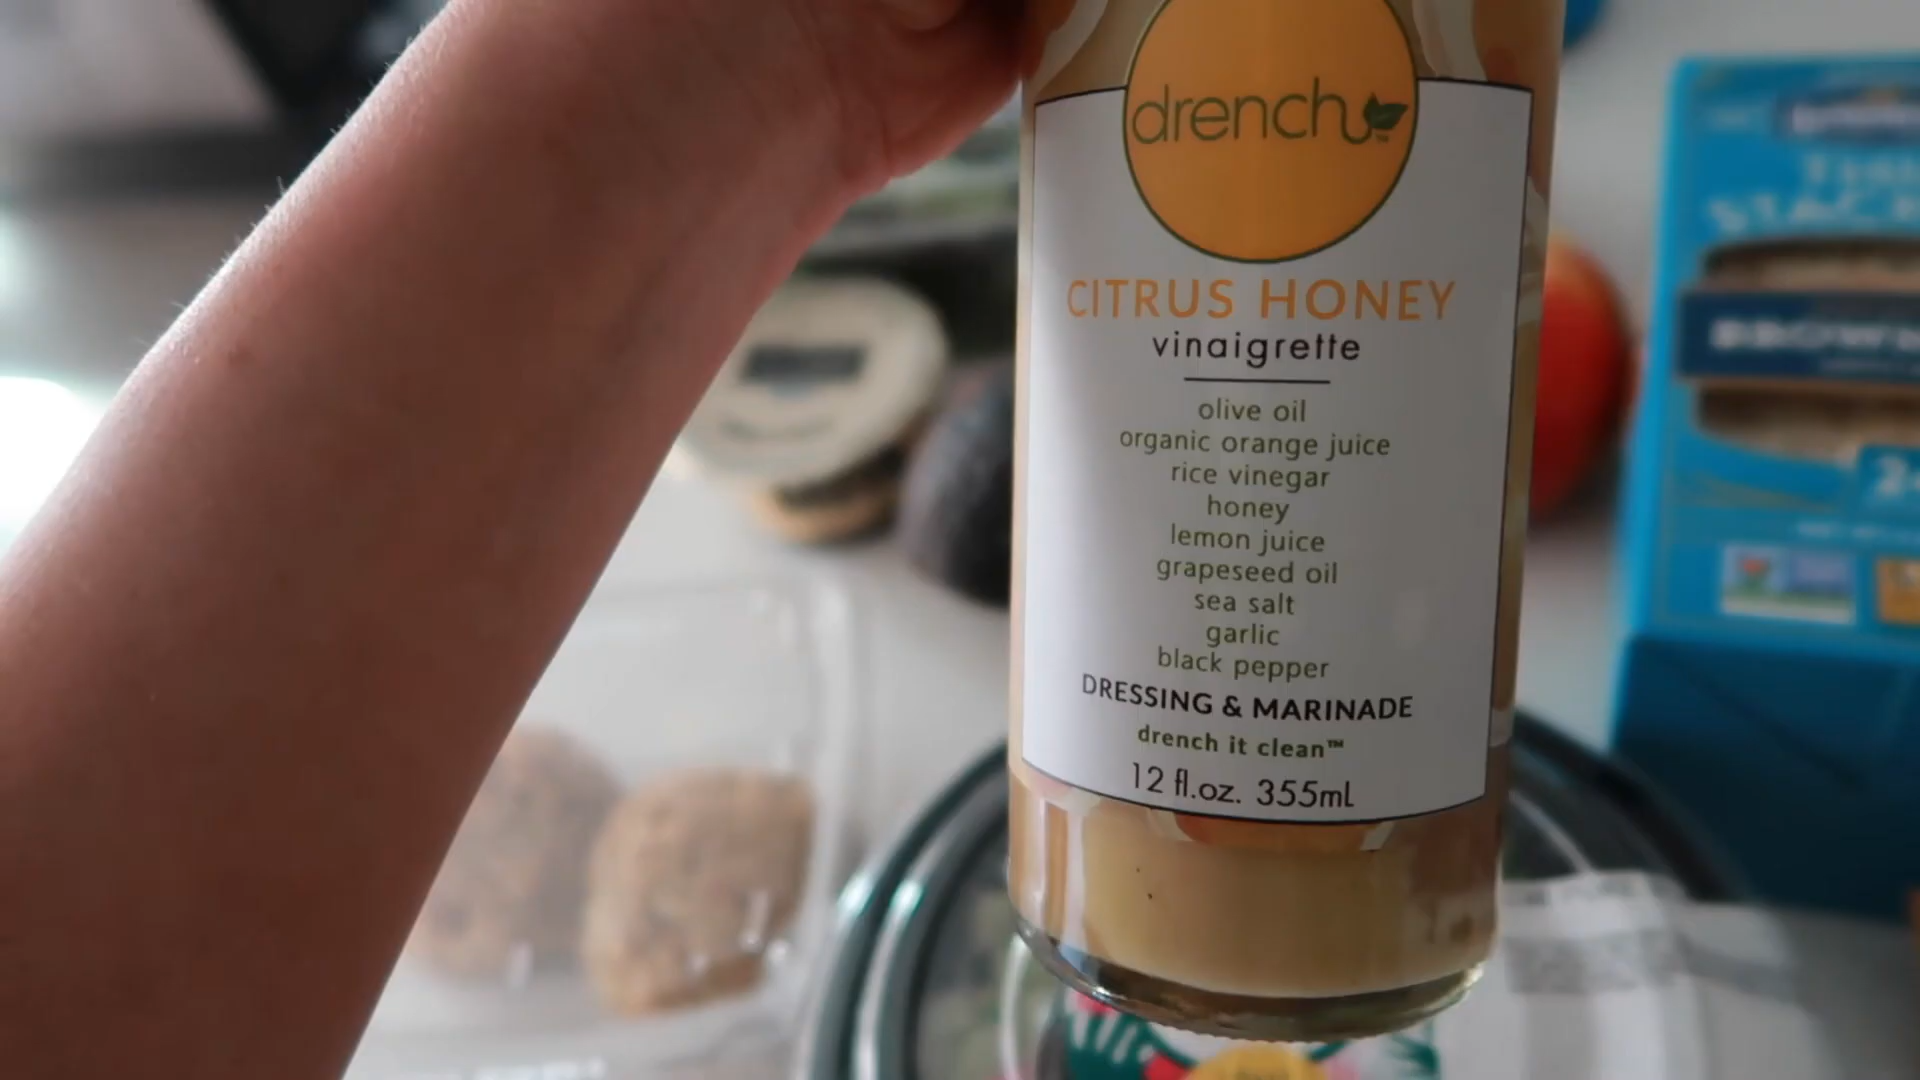 drench
CITRUS HONEY
vinaigrette
olive oil
organic orange juice
rice vinegar
honey
lemon juice
grapeseed oil
sea salt
garlic
black pepper
DRESSING & MARINADE
drench it clean™
12 fl.oz. 355mL